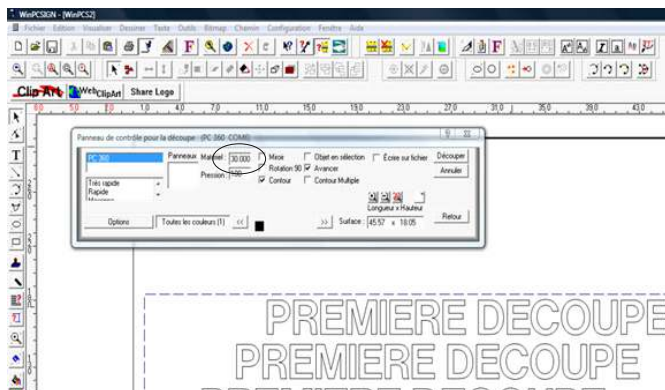 WinPCSIGN - [WinPCS2]
Fichier Edition Visualiser Dessiner Texte Outils Bitmap Chemin Configuration Fenêtre Aide
Clip Art WebClipArt Share Logo
Panneau de contrôle pour la découpe (PC 360 COM6)
PC 360 Panneaux Matériel : 30.000 Miroir Objet en sélection Écrire sur fichier Découper
Rotation 90 Avancer Annuler
Pression : Contour Contour Multiple
Très rapide
Rapide
Longueur x Hauteur
Options Toutes les couleurs (1) << >> Surface : 45.57 x 18.05 Retour
PREMIERE DECOUPE
PREMIERE DECOUPE
PREMIERE DECOUPE